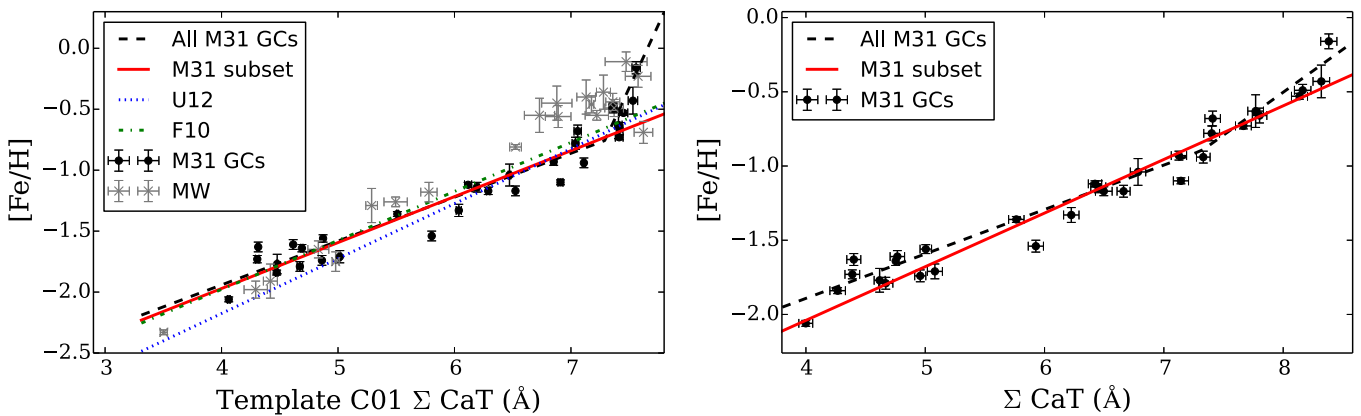 0.0
−0.5
−1.0
−1.5
−2.0
−2.5
[Fe/H]
All M31 GCs
M31 subset
U12
F10
M31 GCs
MW
3 4 5 6 7
Template C01 Σ CaT (Å)
0.0
−0.5
−1.0
−1.5
−2.0
[Fe/H]
All M31 GCs
M31 subset
M31 GCs
4 5 6 7 8
Σ CaT (Å)